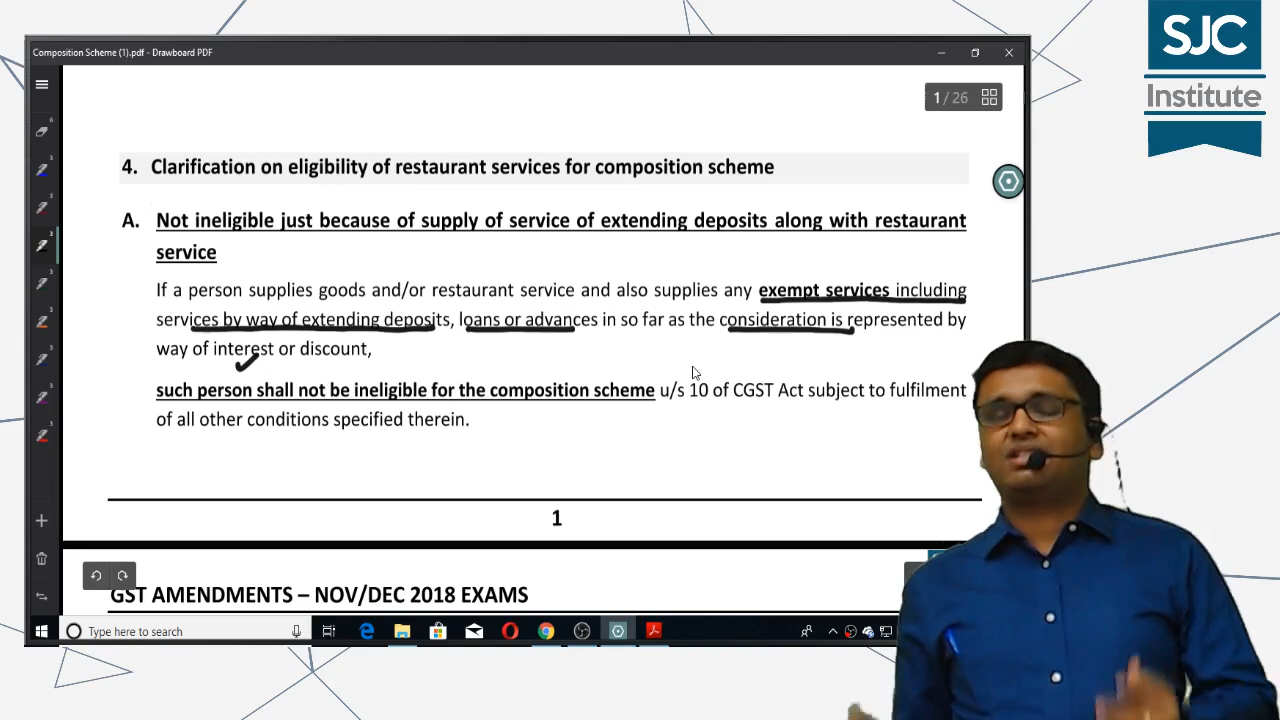 SJC
Institute
Composition Scheme (1).pdf - Drawboard PDF
1 / 26
4. Clarification on eligibility of restaurant services for composition scheme
A. Not ineligible just because of supply of service of extending deposits along with restaurant
service
If a person supplies goods and/or restaurant service and also supplies any exempt services including
services by way of extending deposits, loans or advances in so far as the consideration is represented by
way of interest or discount,
such person shall not be ineligible for the composition scheme u/s 10 of CGST Act subject to fulfilment
of all other conditions specified therein.
1
GST AMENDMENTS – NOV/DEC 2018 EXAMS
Type here to search